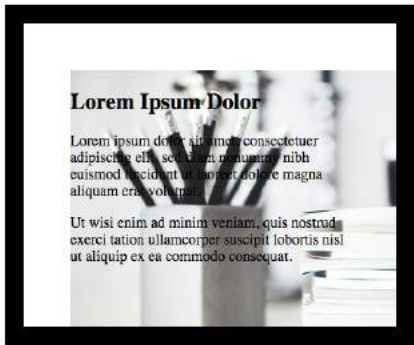 Lorem Ipsum Dolor
Lorem ipsum dolor sit amet, consectetuer
adipiscing elit, sed diam nonummy nibh
euismod tincidunt ut laoreet dolore magna
aliquam erat volutpat.
Ut wisi enim ad minim veniam, quis nostrud
exerci tation ullamcorper suscipit lobortis nisl
ut aliquip ex ea commodo consequat.